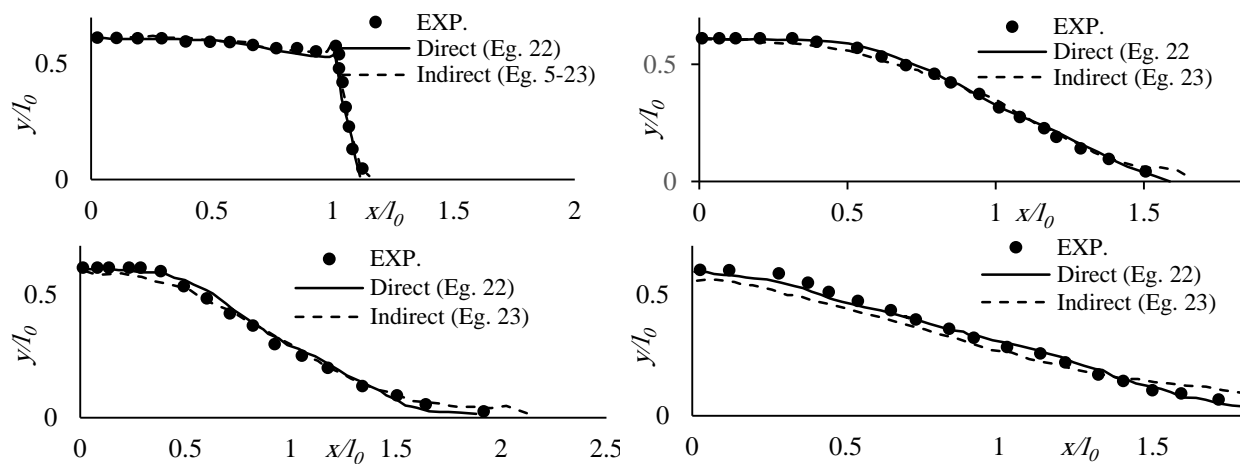 EXP.
Direct (Eg. 22)
Indirect (Eg. 5-23)
0.5
y/l0
0
0 0.5 1 x/l0 1.5 2
EXP.
Direct (Eg. 22
Indirect (Eg. 23)
0.5
y/l0
0
0 0.5 1 x/l0 1.5
EXP.
Direct (Eg. 22)
Indirect (Eg. 23)
0.5
y/l0
0
0 0.5 1 x/l0 1.5 2 2.5
EXP.
Direct (Eg. 22)
Indirect (Eg. 23)
0.5
y/l0
0
0 0.5 1 x/l0 1.5